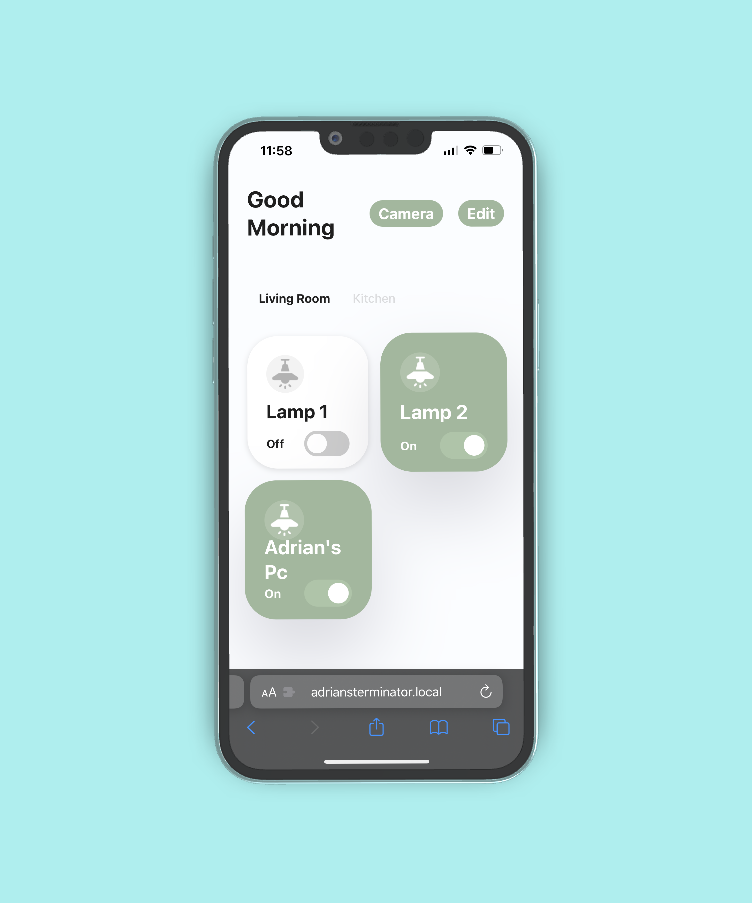 11:58
Good
Morning
Camera
Edit
Living Room
Kitchen
Lamp 1
Off
Lamp 2
On
Adrian's
Pc
On
AA
adriansterminator.local